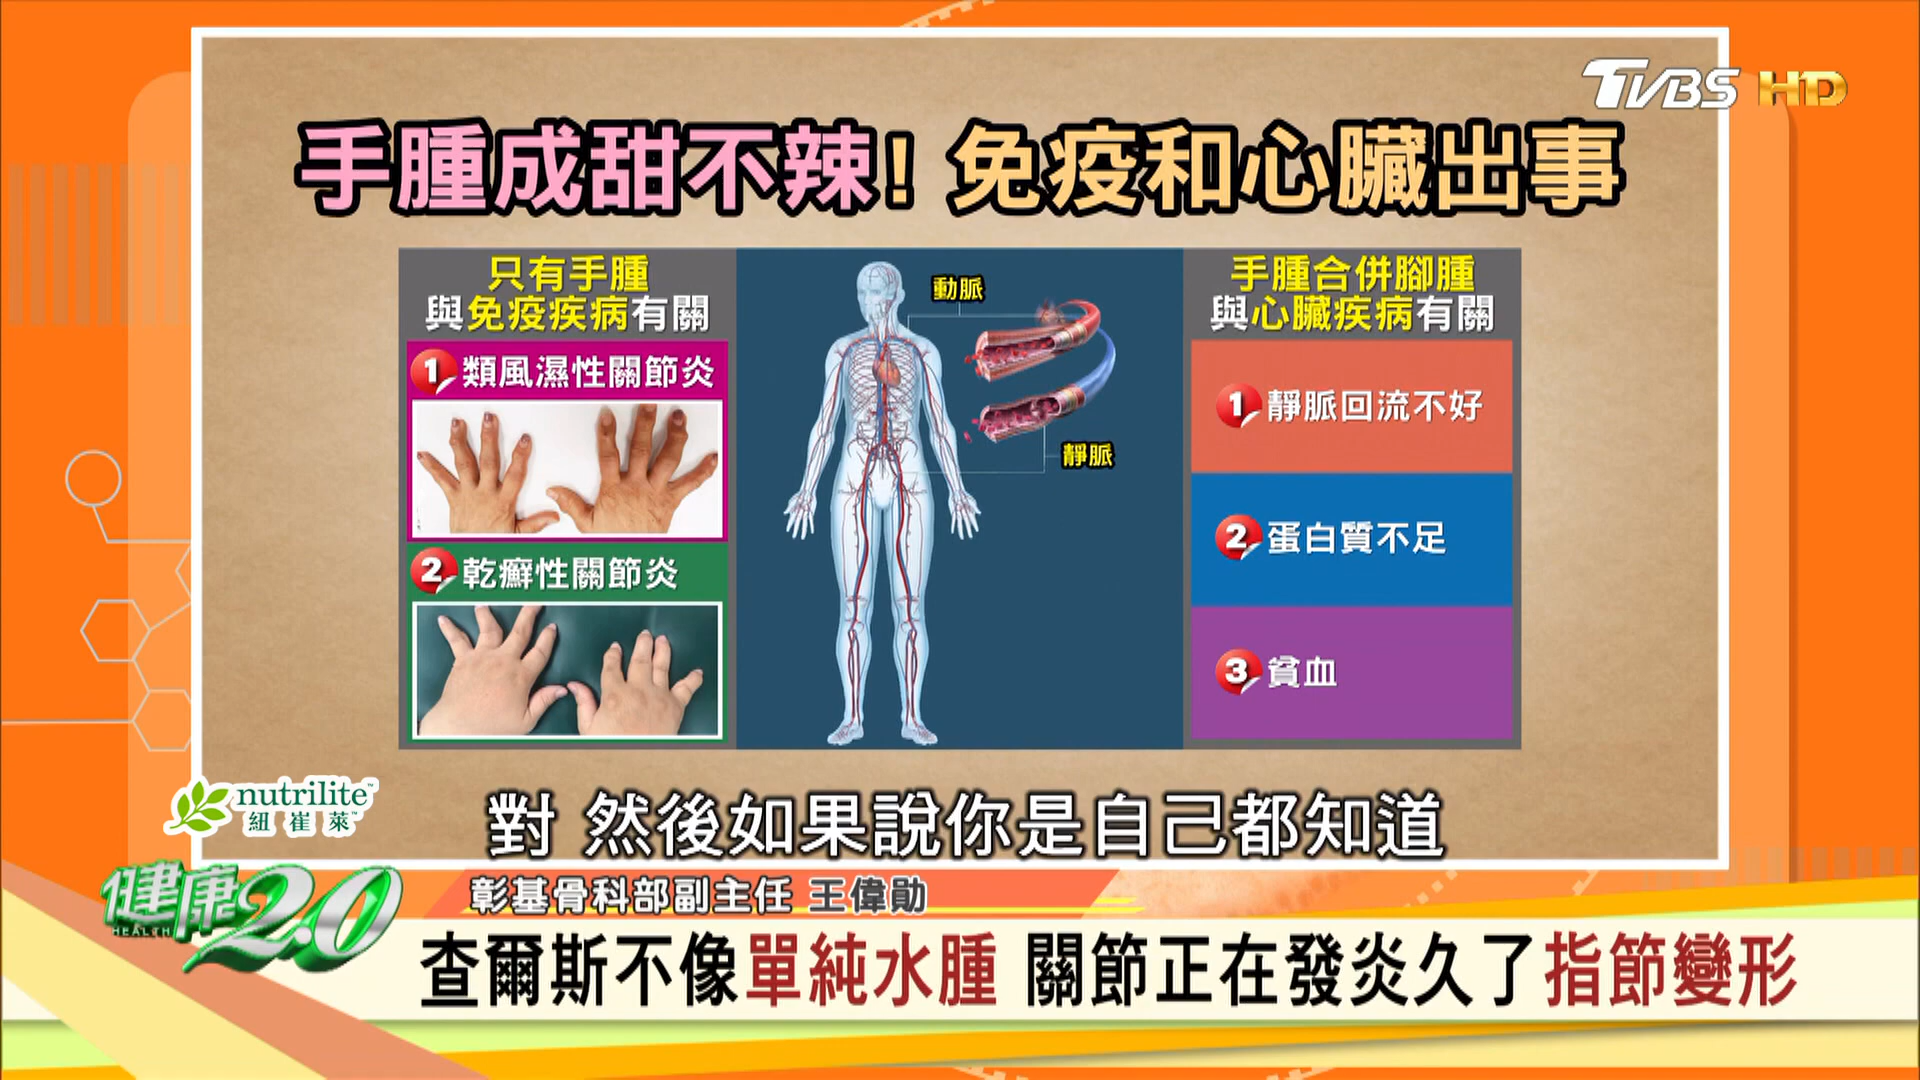 TVBS HD
手腫成甜不辣! 免疫和心臟出事
只有手腫
與免疫疾病有關
1 類風濕性關節炎
2 乾癬性關節炎
動脈
靜脈
手腫合併腳腫
與心臟疾病有關
1 靜脈回流不好
2 蛋白質不足
3 貧血
nutrilite™
紐崔萊™
對 然後如果說你是自己都知道
健康2.0
HEALTH
彰基骨科部副主任 王偉勛
查爾斯不像單純水腫 關節正在發炎久了指節變形